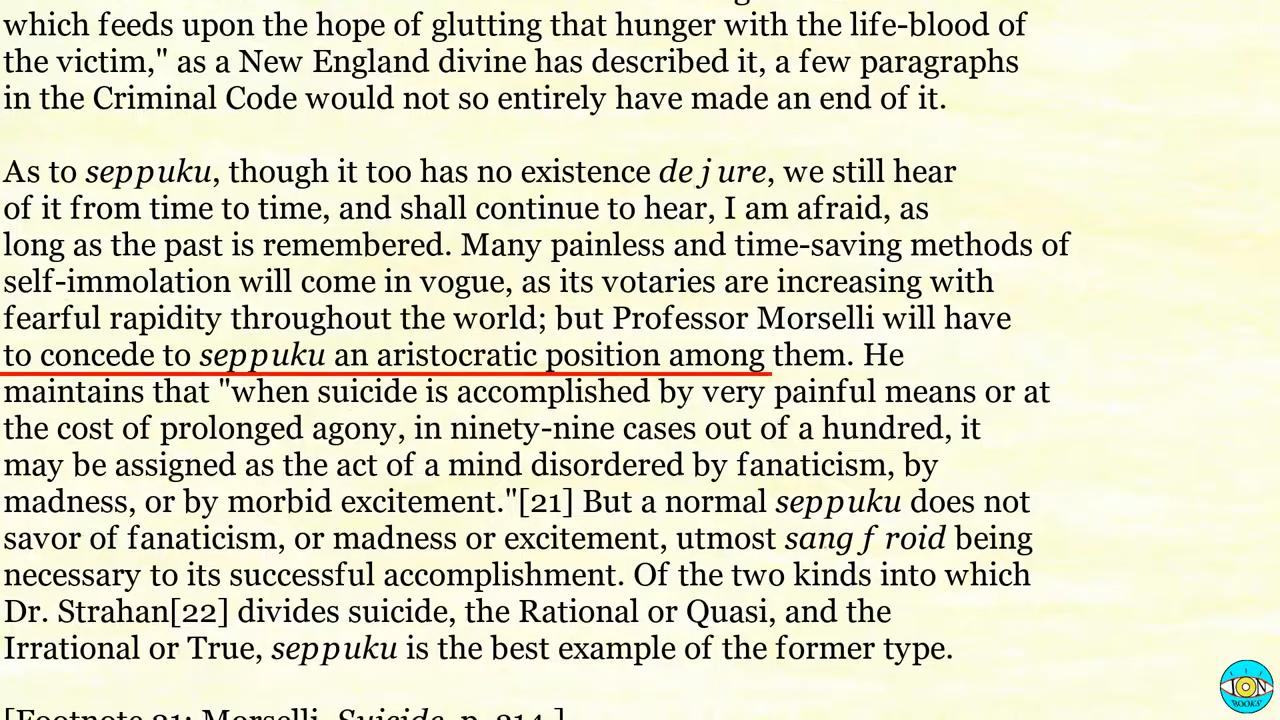 which feeds upon the hope of glutting that hunger with the life-blood of
the victim," as a New England divine has described it, a few paragraphs
in the Criminal Code would not so entirely have made an end of it.
As to seppuku, though it too has no existence de jure, we still hear
of it from time to time, and shall continue to hear, I am afraid, as
long as the past is remembered. Many painless and time-saving methods of
self-immolation will come in vogue, as its votaries are increasing with
fearful rapidity throughout the world; but Professor Morselli will have
to concede to seppuku an aristocratic position among them. He
maintains that "when suicide is accomplished by very painful means or at
the cost of prolonged agony, in ninety-nine cases out of a hundred, it
may be assigned as the act of a mind disordered by fanaticism, by
madness, or by morbid excitement."[21] But a normal seppuku does not
savor of fanaticism, or madness or excitement, utmost sang froid being
necessary to its successful accomplishment. Of the two kinds into which
Dr. Strahan[22] divides suicide, the Rational or Quasi, and the
Irrational or True, seppuku is the best example of the former type.
[Footnote 21: Morselli, Suicide, p. 314.]
ION
BOOKS